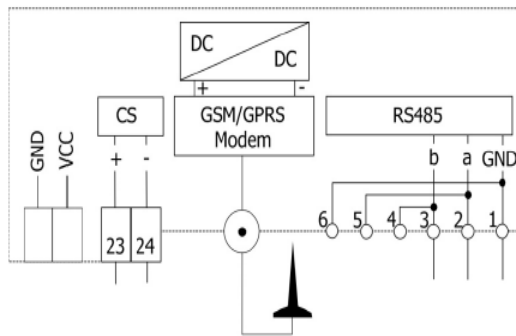 DC
DC
+ -
CS
GSM/GPRS
Modem
RS485
GND
VCC
+ -
b a GND
6 5 4 3 2 1
23 24